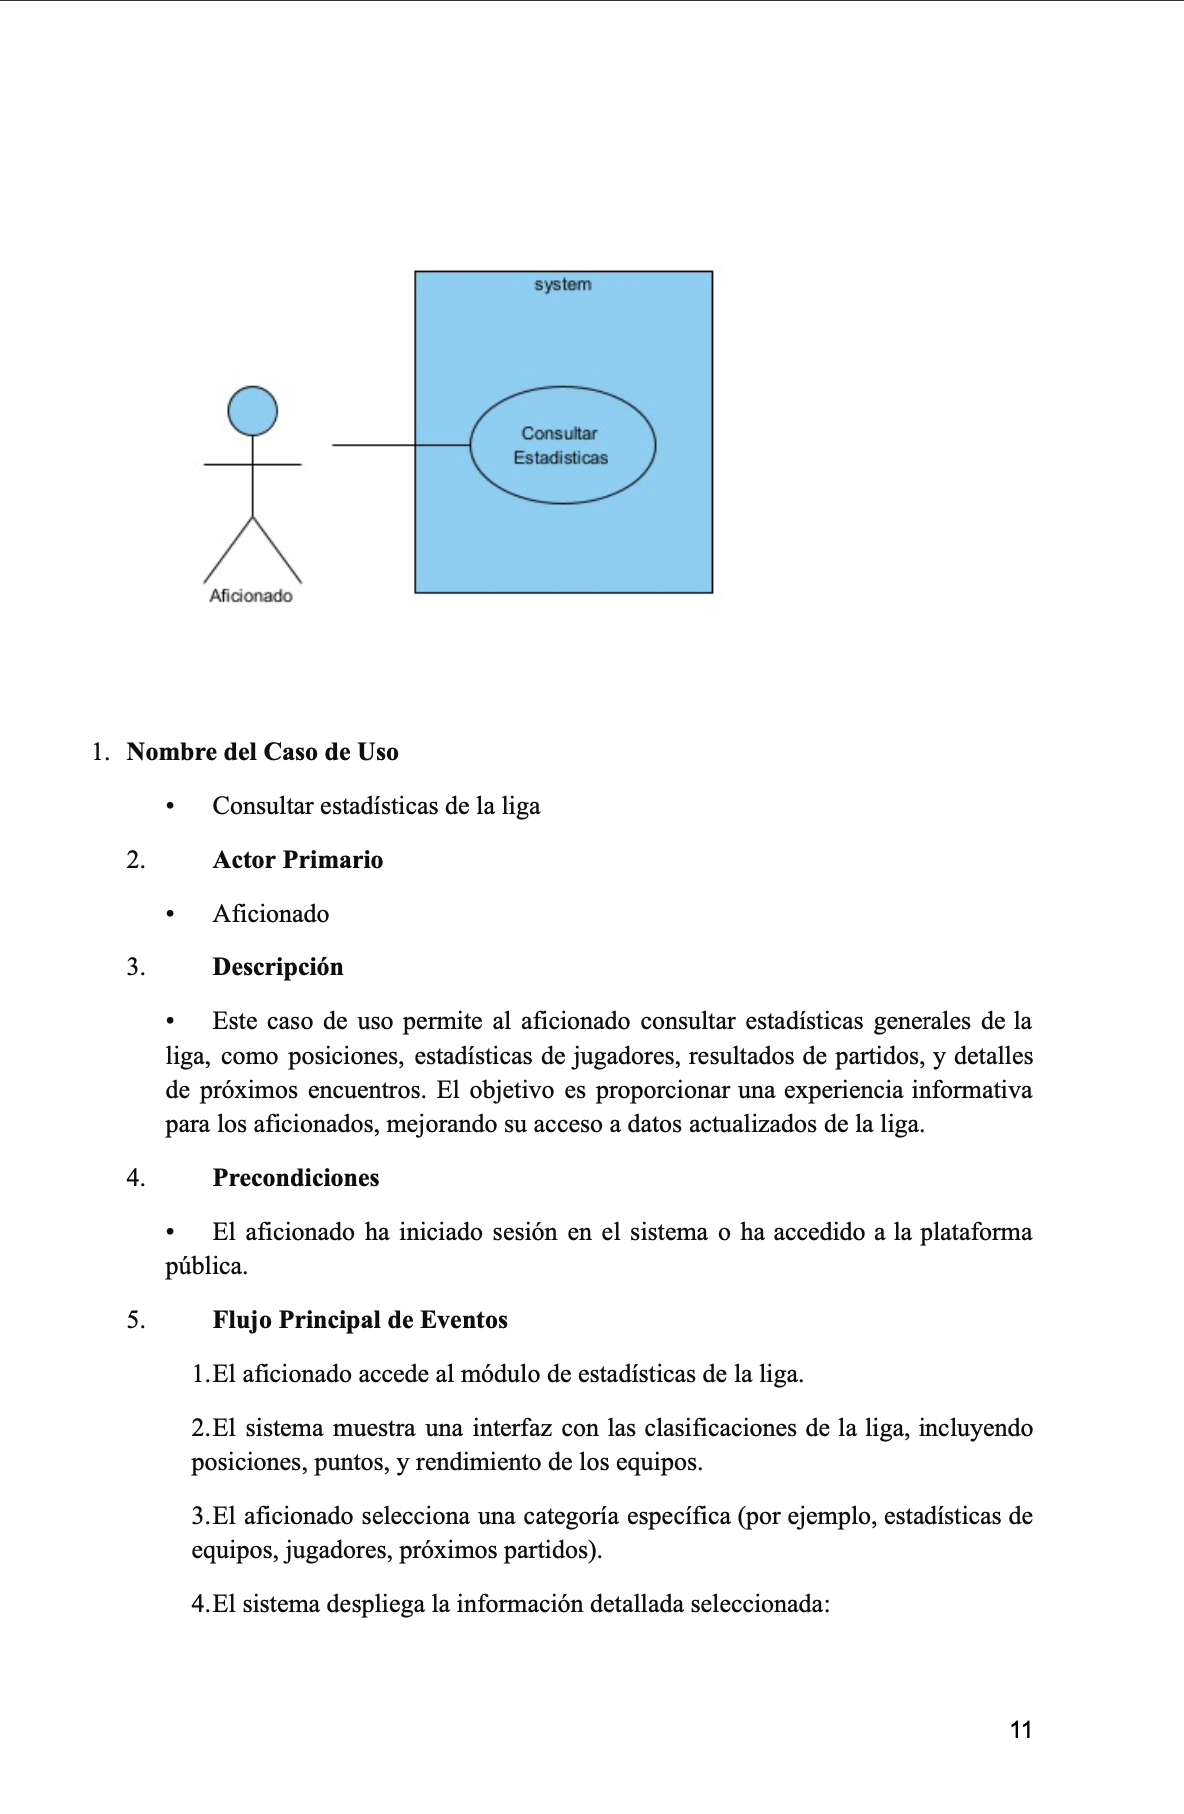 system
Consultar
Estadisticas
Aficionado
1. Nombre del Caso de Uso
• Consultar estadísticas de la liga
2. Actor Primario
• Aficionado
3. Descripción
• Este caso de uso permite al aficionado consultar estadísticas generales de la
liga, como posiciones, estadísticas de jugadores, resultados de partidos, y detalles
de próximos encuentros. El objetivo es proporcionar una experiencia informativa
para los aficionados, mejorando su acceso a datos actualizados de la liga.
4. Precondiciones
• El aficionado ha iniciado sesión en el sistema o ha accedido a la plataforma
pública.
5. Flujo Principal de Eventos
1.El aficionado accede al módulo de estadísticas de la liga.
2.El sistema muestra una interfaz con las clasificaciones de la liga, incluyendo
posiciones, puntos, y rendimiento de los equipos.
3.El aficionado selecciona una categoría específica (por ejemplo, estadísticas de
equipos, jugadores, próximos partidos).
4.El sistema despliega la información detallada seleccionada:
11